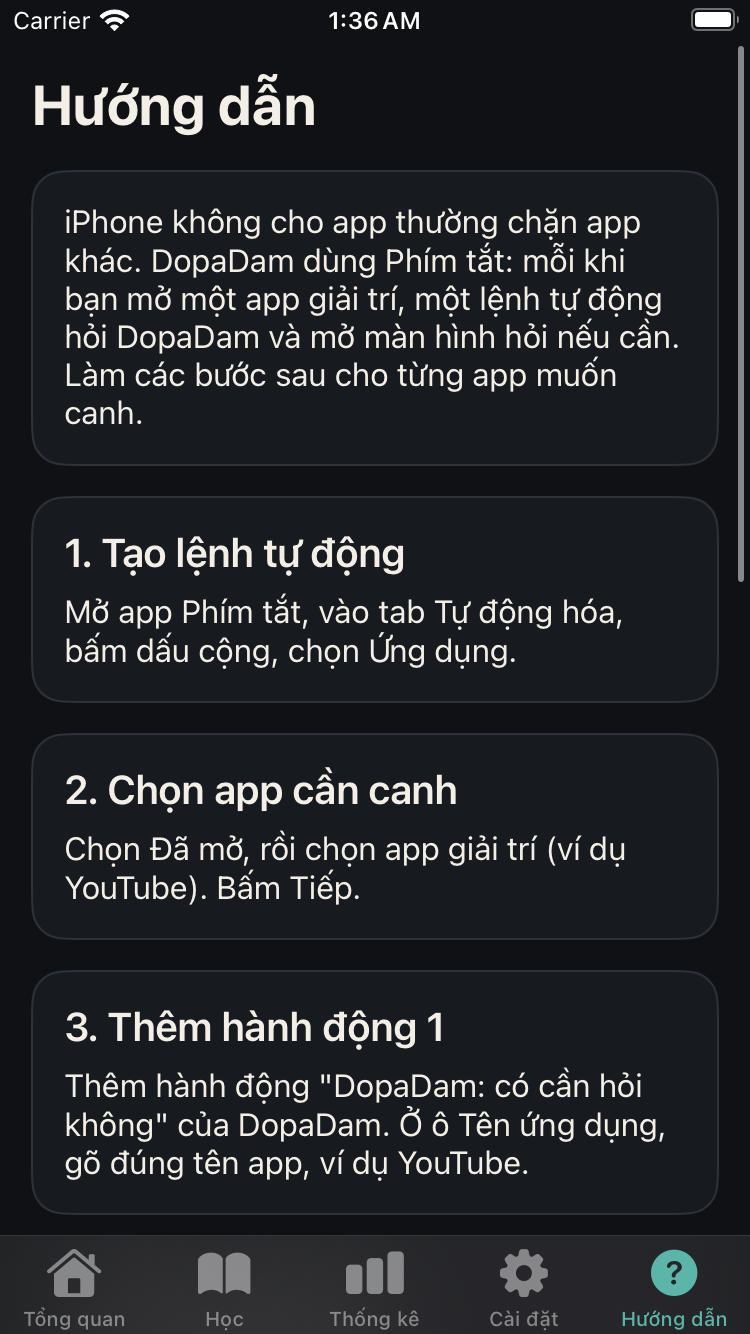 Carrier
1:36 AM
Hướng dẫn
iPhone không cho app thường chặn app
khác. DopaDam dùng Phím tắt: mỗi khi
bạn mở một app giải trí, một lệnh tự động
hỏi DopaDam và mở màn hình hỏi nếu cần.
Làm các bước sau cho từng app muốn
canh.
1. Tạo lệnh tự động
Mở app Phím tắt, vào tab Tự động hóa,
bấm dấu cộng, chọn Ứng dụng.
2. Chọn app cần canh
Chọn Đã mở, rồi chọn app giải trí (ví dụ
YouTube). Bấm Tiếp.
3. Thêm hành động 1
Thêm hành động "DopaDam: có cần hỏi
không" của DopaDam. Ở ô Tên ứng dụng,
gõ đúng tên app, ví dụ YouTube.
Tổng quan
Học
Thống kê
Cài đặt
?
Hướng dẫn